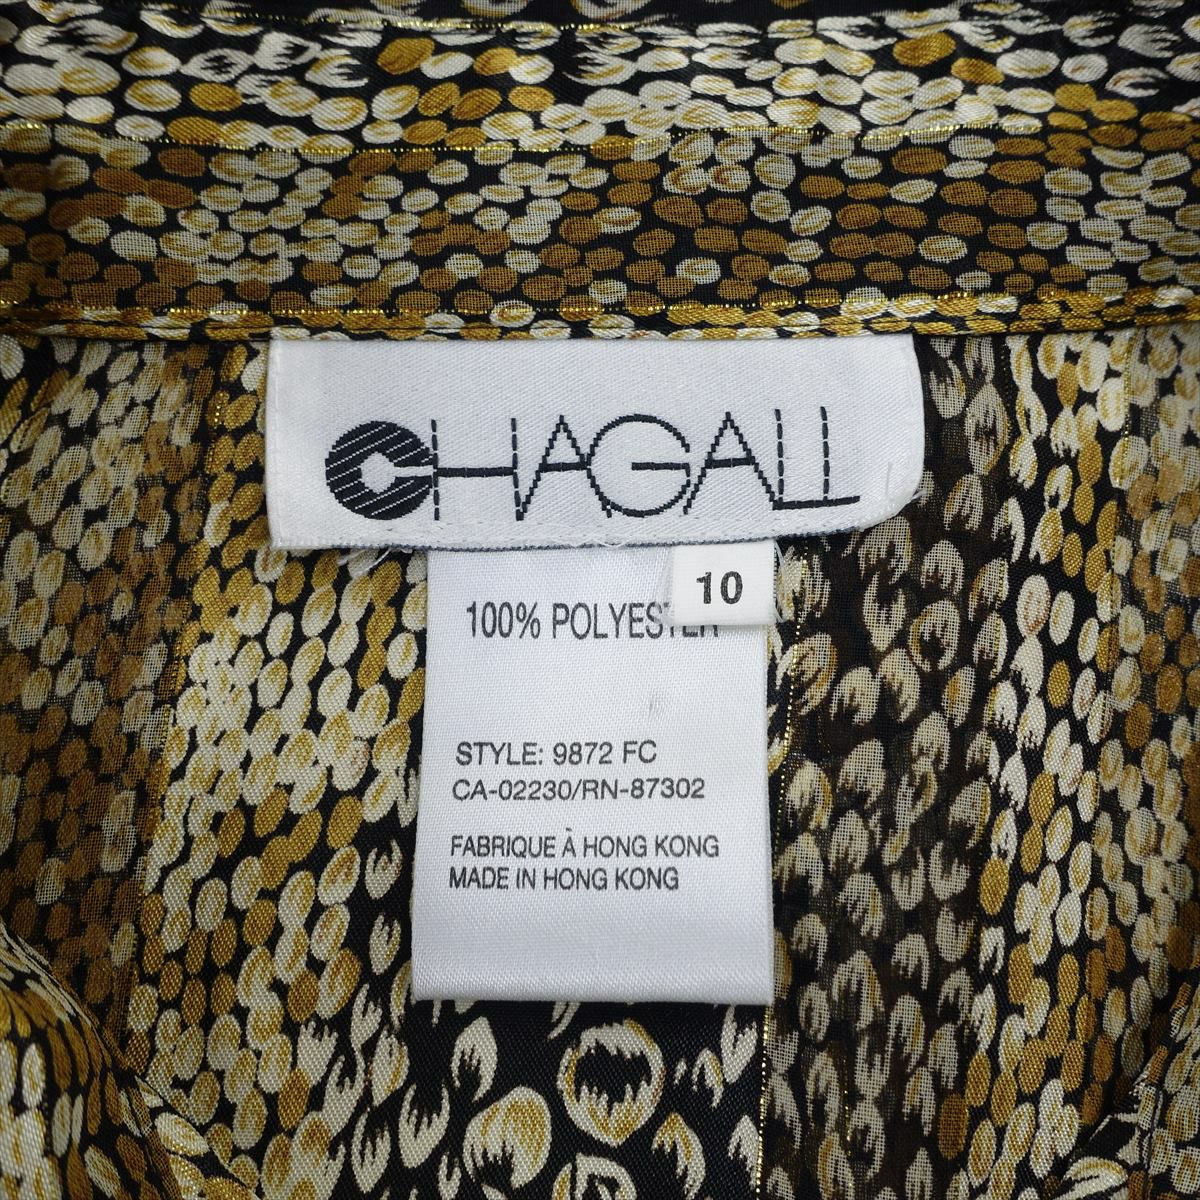 CHAGALL
10
100% POLYESTER
STYLE: 9872 FC
CA-02230/RN-87302
FABRIQUE À HONG KONG
MADE IN HONG KONG